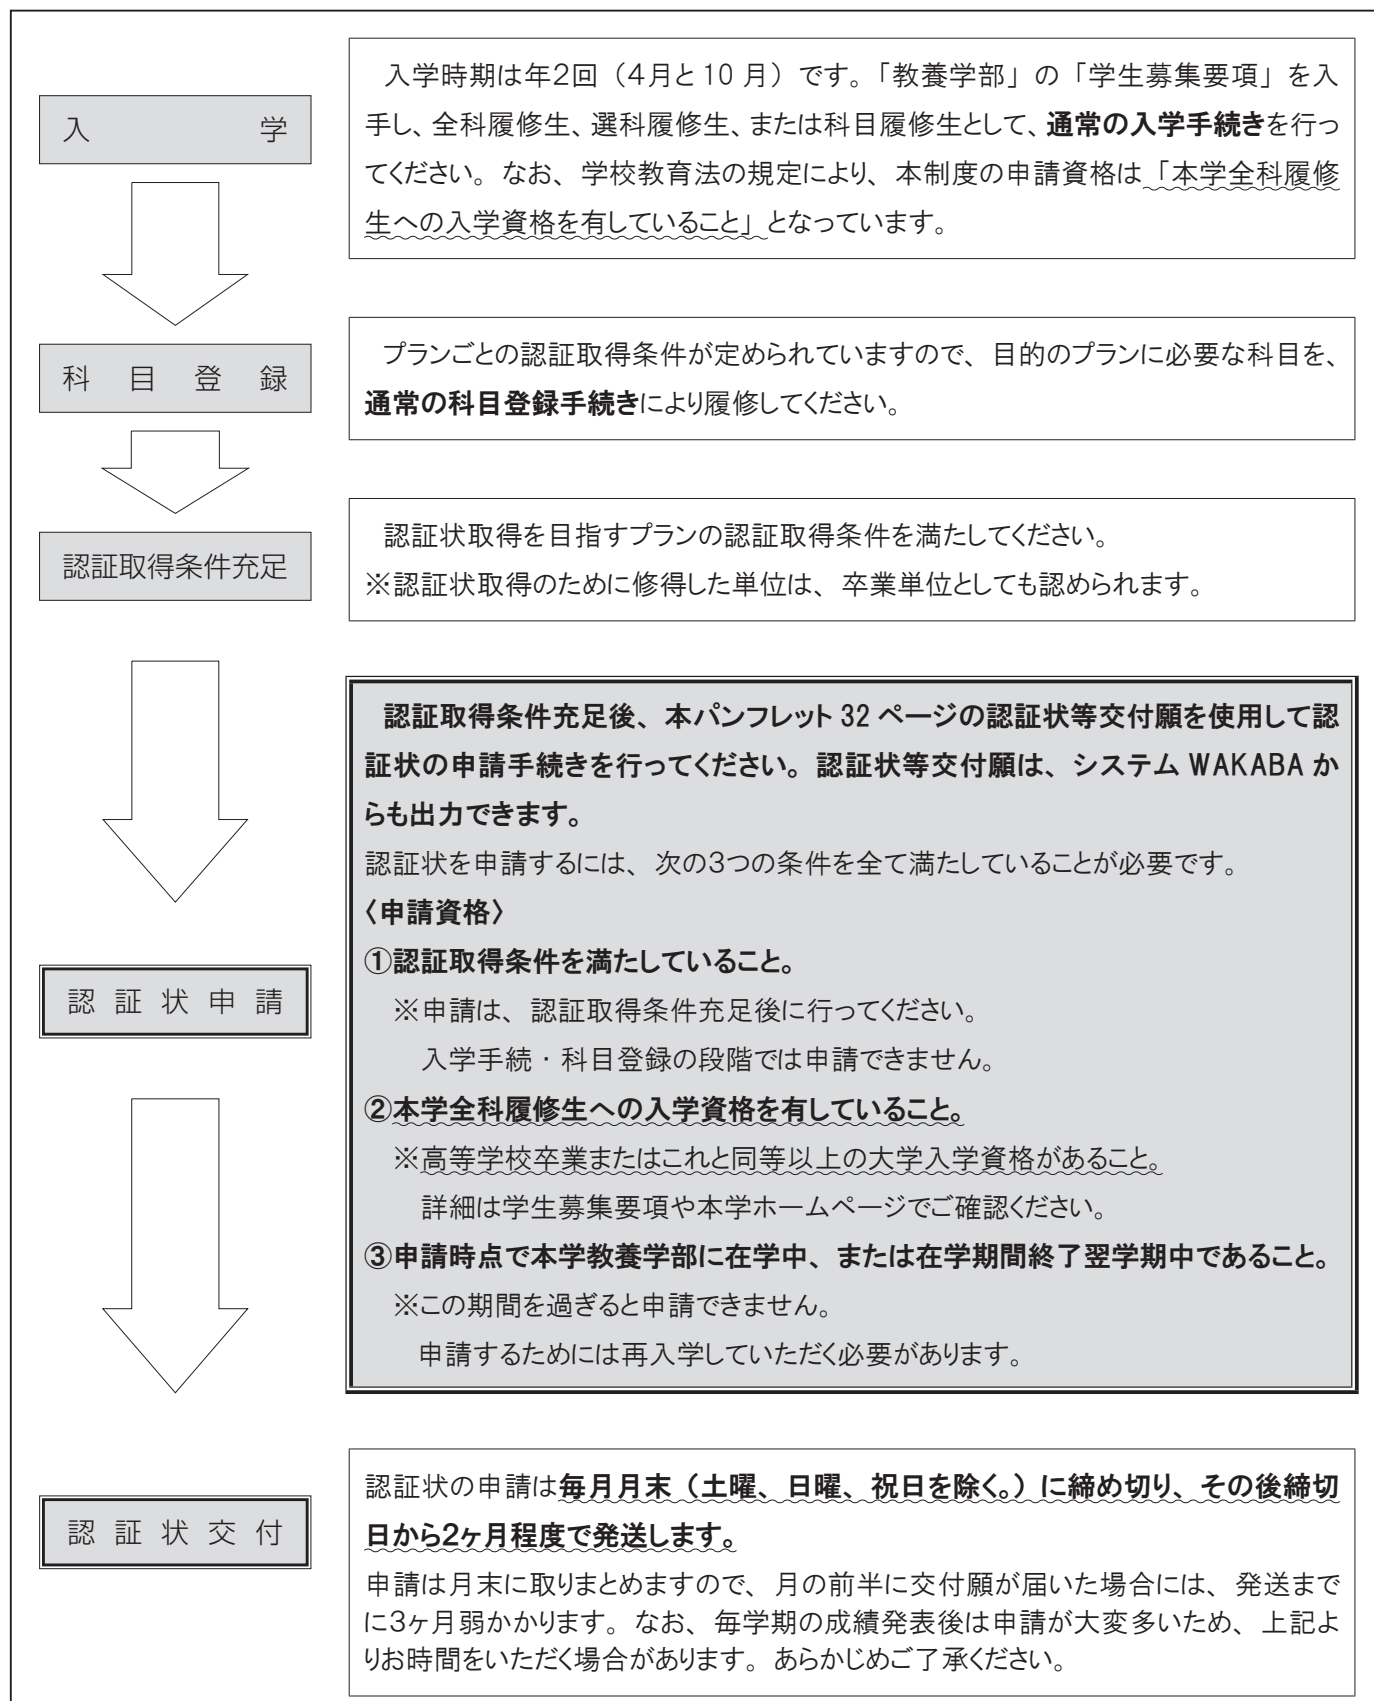 入学
入学時期は年2回（4月と10月）です。「教養学部」の「学生募集要項」を入
手し、全科履修生、選科履修生、または科目履修生として、通常の入学手続きを行っ
てください。なお、学校教育法の規定により、本制度の申請資格は「本学全科履修
生への入学資格を有していること」となっています。
科目登録
プランごとの認証取得条件が定められていますので、目的のプランに必要な科目を、
通常の科目登録手続きにより履修してください。
認証取得条件充足
認証状取得を目指すプランの認証取得条件を満たしてください。
※認証状取得のために修得した単位は、卒業単位としても認められます。
認証状申請
認証取得条件充足後、本パンフレット32ページの認証状等交付願を使用して認
証状の申請手続きを行ってください。認証状等交付願は、システムWAKABAか
らも出力できます。
認証状を申請するには、次の3つの条件を全て満たしていることが必要です。
〈申請資格〉
①認証取得条件を満たしていること。
※申請は、認証取得条件充足後に行ってください。
入学手続・科目登録の段階では申請できません。
②本学全科履修生への入学資格を有していること。
※高等学校卒業またはこれと同等以上の大学入学資格があること。
詳細は学生募集要項や本学ホームページでご確認ください。
③申請時点で本学教養学部に在学中、または在学期間終了翌学期中であること。
※この期間を過ぎると申請できません。
申請するためには再入学していただく必要があります。
認証状交付
認証状の申請は毎月月末（土曜、日曜、祝日を除く。）に締め切り、その後締切
日から2ヶ月程度で発送します。
申請は月末に取りまとめますので、月の前半に交付願が届いた場合には、発送まで
に3ヶ月弱かかります。なお、毎学期の成績発表後は申請が大変多いため、上記よ
りお時間をいただく場合があります。あらかじめご了承ください。